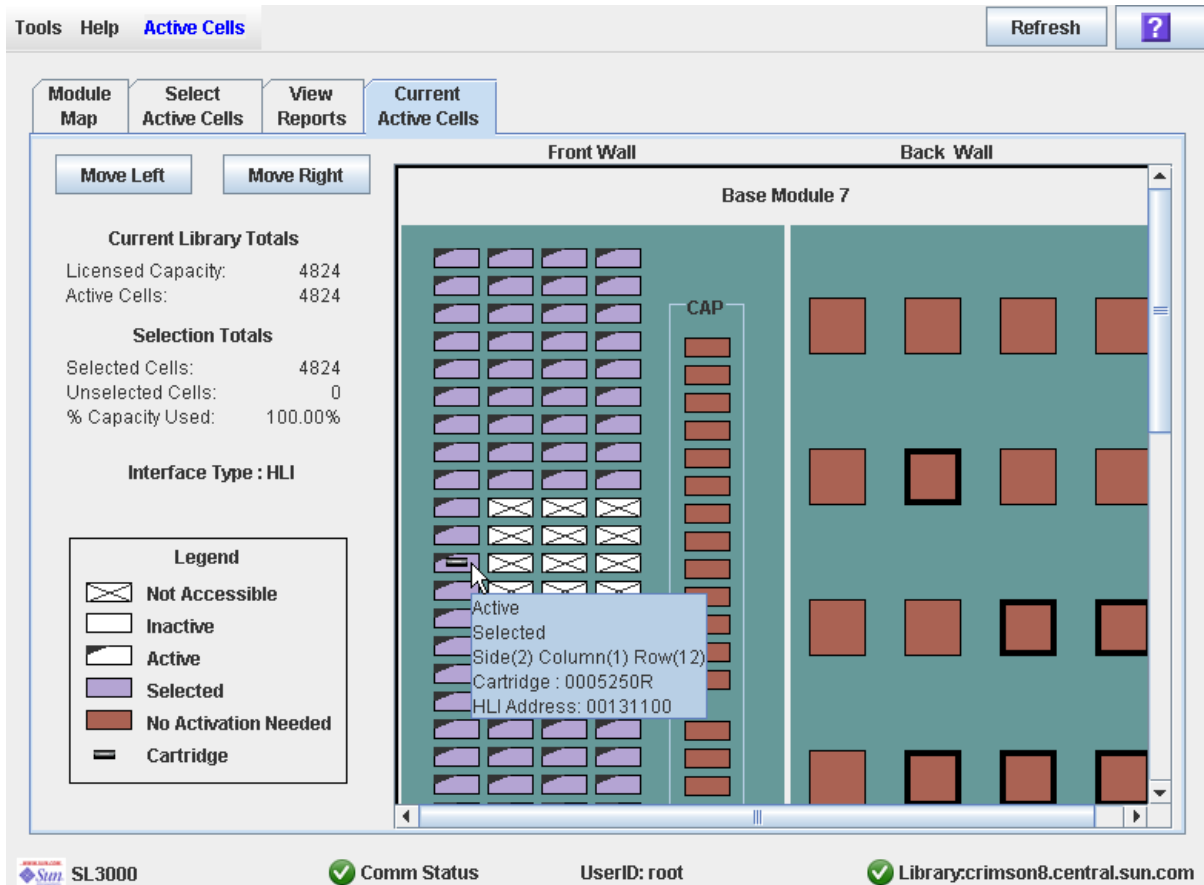 Tools Help Active Cells
Refresh
?
Module Map
Select Active Cells
View Reports
Current Active Cells
Move Left
Move Right
Front Wall
Back Wall
Base Module 7
Current Library Totals
Licensed Capacity: 4824
Active Cells: 4824
Selection Totals
Selected Cells: 4824
Unselected Cells: 0
% Capacity Used: 100.00%
Interface Type : HLI
CAP
Legend
Not Accessible
Inactive
Active
Selected
No Activation Needed
Cartridge
Active
Selected
Side(2) Column(1) Row(12)
Cartridge : 0005250R
HLI Address: 00131100
Sun SL3000
Comm Status
UserID: root
Library:crimson8.central.sun.com